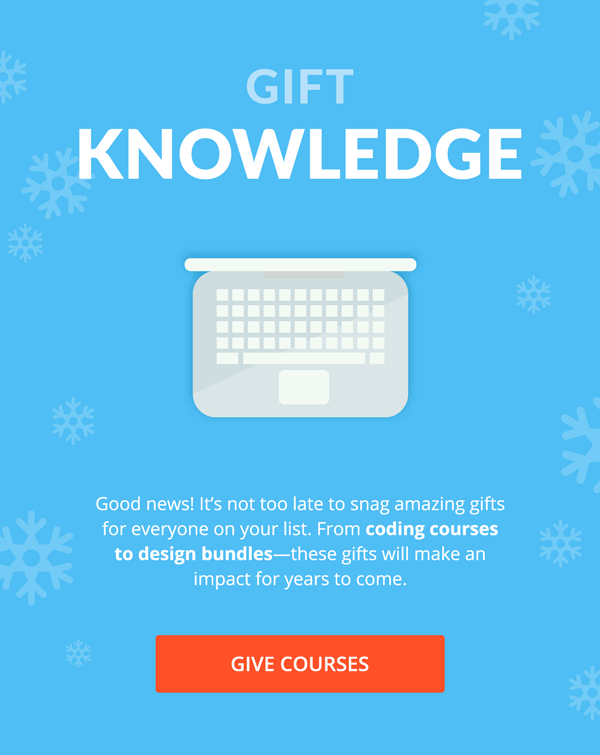 GIFT
KNOWLEDGE
Good news! It’s not too late to snag amazing gifts
for everyone on your list. From coding courses
to design bundles—these gifts will make an
impact for years to come.
GIVE COURSES